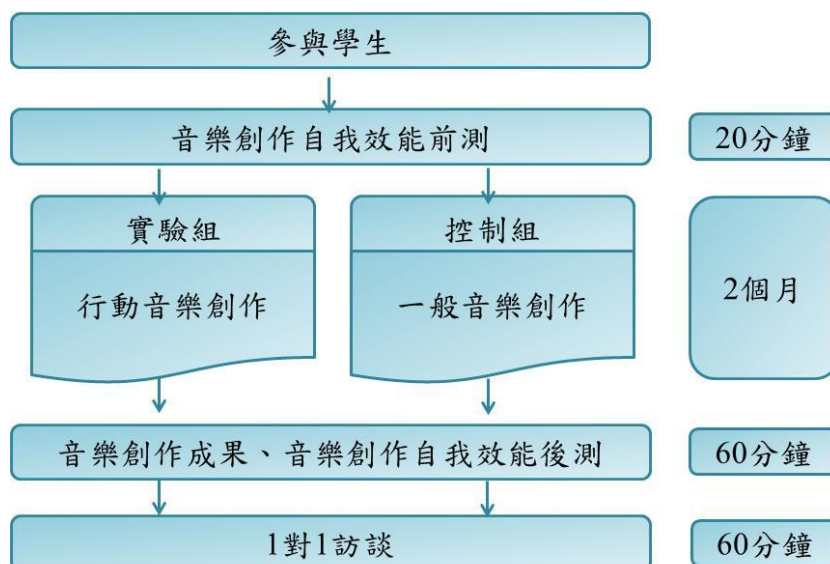 參與學生
音樂創作自我效能前測
20分鐘
實驗組
控制組
行動音樂創作
一般音樂創作
2個月
音樂創作成果、音樂創作自我效能後測
60分鐘
1對1訪談
60分鐘